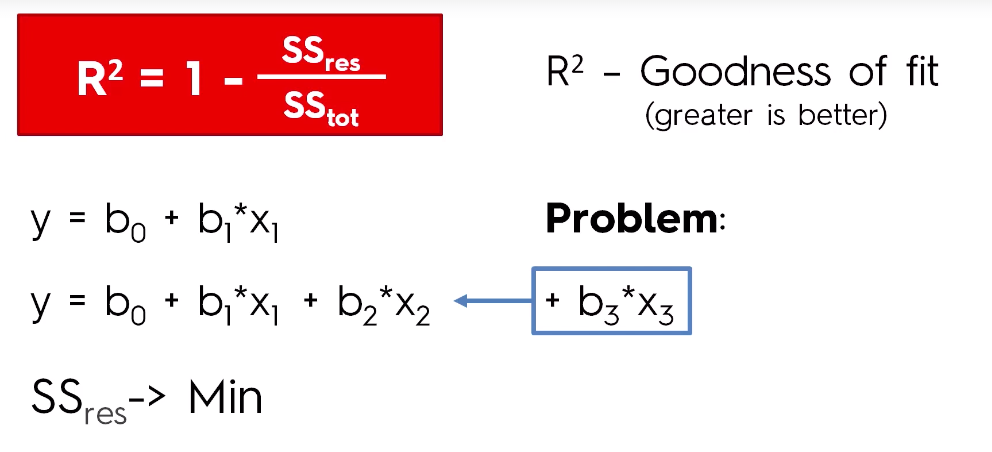 R² = 1 - SSres / SStot
R² – Goodness of fit
(greater is better)
y = b₀ + b₁*x₁
Problem:
y = b₀ + b₁*x₁ + b₂*x₂
+ b₃*x₃
SSres-> Min